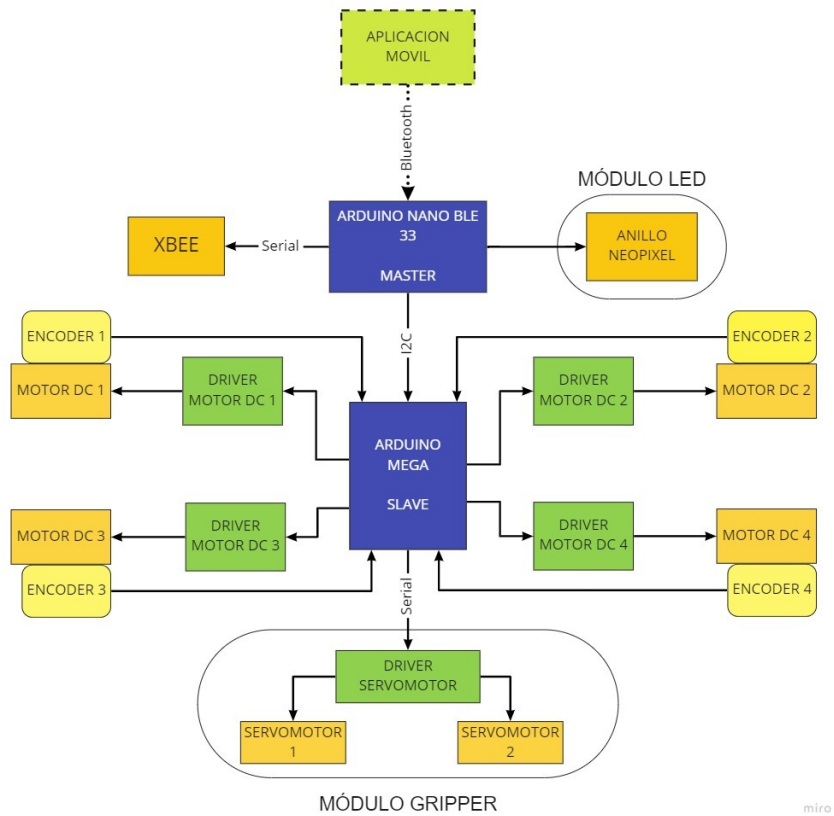 APLICACION
MOVIL
Bluetooth
MÓDULO LED
ARDUINO NANO BLE
33
MASTER
XBEE
Serial
ANILLO
NEOPIXEL
I2C
ENCODER 1
ENCODER 2
MOTOR DC 1
DRIVER
MOTOR DC 1
DRIVER
MOTOR DC 2
MOTOR DC 2
ARDUINO
MEGA
SLAVE
MOTOR DC 3
DRIVER
MOTOR DC 3
DRIVER
MOTOR DC 4
MOTOR DC 4
ENCODER 3
ENCODER 4
Serial
DRIVER
SERVOMOTOR
SERVOMOTOR
1
SERVOMOTOR
2
MÓDULO GRIPPER
miro